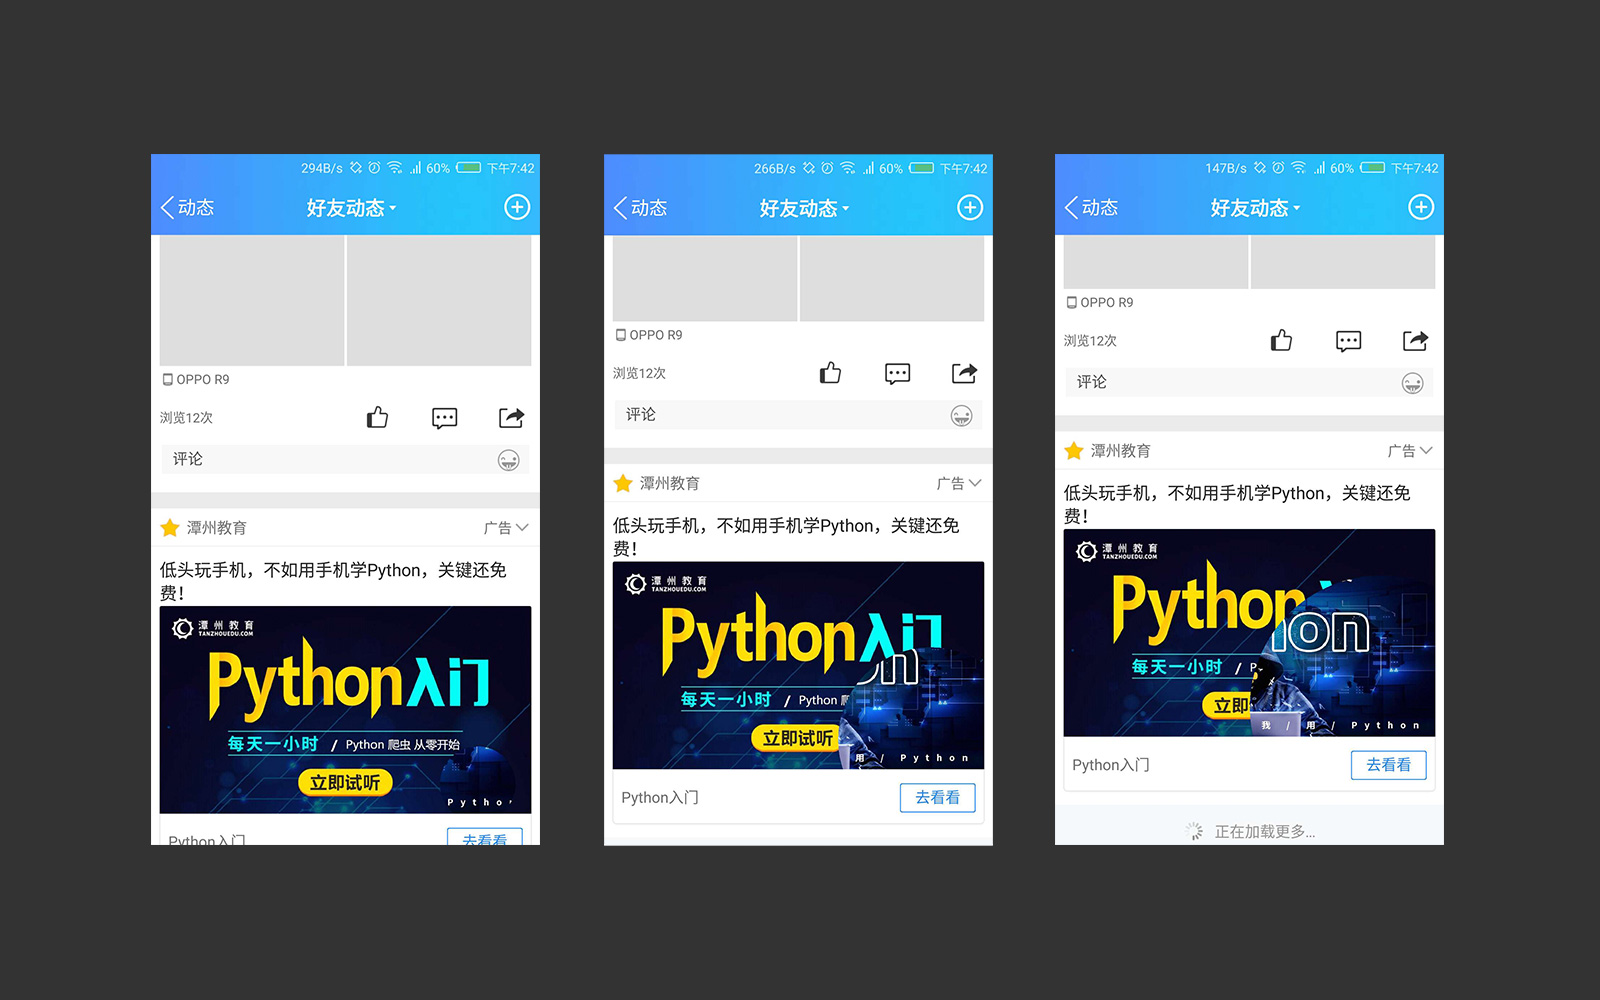 294B/s 60% 下午7:42
动态 好友动态
OPPO R9
浏览12次
评论
潭州教育 广告
低头玩手机，不如用手机学Python，关键还免
费！
潭州教育
TANZHOUEDU.COM
Python入门
每天一小时 / Python 爬虫 从零开始
立即试听
Pytho
Python入门 去看看
266B/s 60% 下午7:42
动态 好友动态
OPPO R9
浏览12次
评论
潭州教育 广告
低头玩手机，不如用手机学Python，关键还免
费！
潭州教育
TANZHOUEDU.COM
Python入门
每天一小时 / Python
立即试听
用 / Python
Python入门 去看看
147B/s 60% 下午7:42
动态 好友动态
OPPO R9
浏览12次
评论
潭州教育 广告
低头玩手机，不如用手机学Python，关键还免
费！
潭州教育
TANZHOUEDU.COM
Python
每天一小时 / P
立即
我 / 用 / Python
Python入门 去看看
正在加载更多...